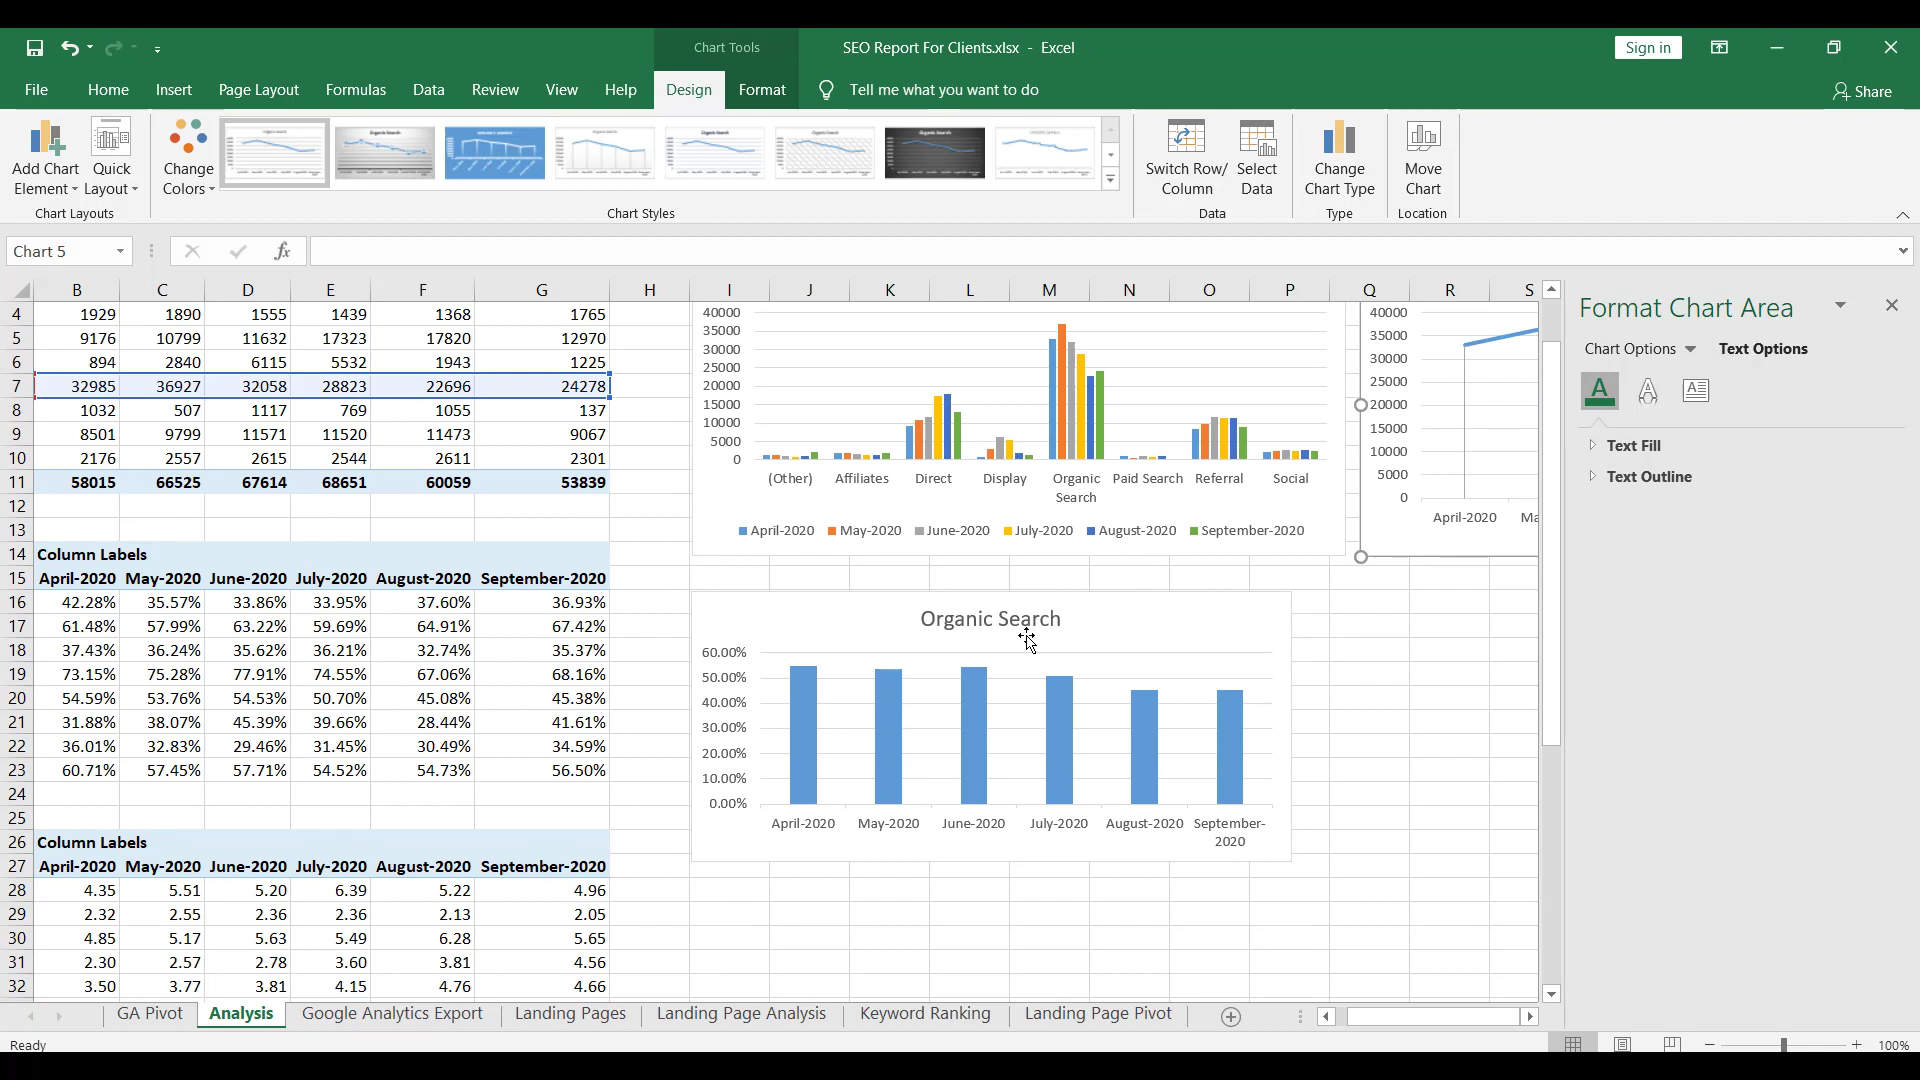 Chart Tools
SEO Report For Clients.xlsx - Excel
Sign in
File Home Insert Page Layout Formulas Data Review View Help Design Format Tell me what you want to do Share
Add Chart Element
Quick Layout
Change Colors
Switch Row/ Column
Select Data
Change Chart Type
Move Chart
Chart Layouts
Chart Styles
Data
Type
Location
Chart 5
fx
B C D E F G H I J K L M N O P Q R S
4 1929 1890 1555 1439 1368 1765
5 9176 10799 11632 17323 17820 12970
6 894 2840 6115 5532 1943 1225
7 32985 36927 32058 28823 22696 24278
8 1032 507 1117 769 1055 137
9 8501 9799 11571 11520 11473 9067
10 2176 2557 2615 2544 2611 2301
11 58015 66525 67614 68651 60059 53839
12
13
14 Column Labels
15 April-2020 May-2020 June-2020 July-2020 August-2020 September-2020
16 42.28% 35.57% 33.86% 33.95% 37.60% 36.93%
17 61.48% 57.99% 63.22% 59.69% 64.91% 67.42%
18 37.43% 36.24% 35.62% 36.21% 32.74% 35.37%
19 73.15% 75.28% 77.91% 74.55% 67.06% 68.16%
20 54.59% 53.76% 54.53% 50.70% 45.08% 45.38%
21 31.88% 38.07% 45.39% 39.66% 28.44% 41.61%
22 36.01% 32.83% 29.46% 31.45% 30.49% 34.59%
23 60.71% 57.45% 57.71% 54.52% 54.73% 56.50%
24
25
26 Column Labels
27 April-2020 May-2020 June-2020 July-2020 August-2020 September-2020
28 4.35 5.51 5.20 6.39 5.22 4.96
29 2.32 2.55 2.36 2.36 2.13 2.05
30 4.85 5.17 5.63 5.49 6.28 5.65
31 2.30 2.57 2.78 3.60 3.81 4.56
32 3.50 3.77 3.81 4.15 4.76 4.66
40000
35000
30000
25000
20000
15000
10000
5000
0
(Other) Affiliates Direct Display Organic Search Paid Search Referral Social
April-2020 May-2020 June-2020 July-2020 August-2020 September-2020
40000
35000
30000
25000
20000
15000
10000
5000
0
April-2020 Ma
Organic Search
60.00%
50.00%
40.00%
30.00%
20.00%
10.00%
0.00%
April-2020 May-2020 June-2020 July-2020 August-2020 September-
2020
Format Chart Area
Chart Options Text Options
Text Fill
Text Outline
GA Pivot Analysis Google Analytics Export Landing Pages Landing Page Analysis Keyword Ranking Landing Page Pivot
Ready
100%